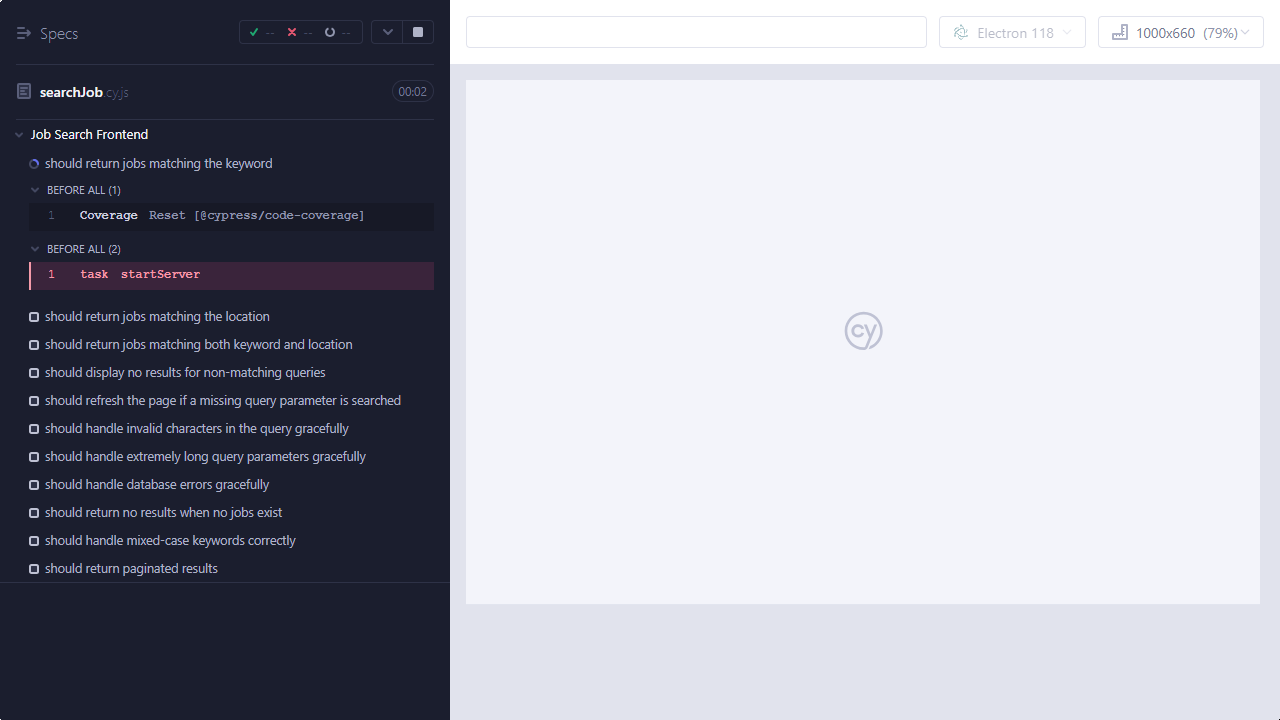 Specs
--
--
--
Electron 118
1000x660 (79%)
searchJob.cy.js
00:02
Job Search Frontend
should return jobs matching the keyword
BEFORE ALL (1)
1 Coverage Reset [@cypress/code-coverage]
BEFORE ALL (2)
1 task startServer
should return jobs matching the location
should return jobs matching both keyword and location
should display no results for non-matching queries
should refresh the page if a missing query parameter is searched
should handle invalid characters in the query gracefully
should handle extremely long query parameters gracefully
should handle database errors gracefully
should return no results when no jobs exist
should handle mixed-case keywords correctly
should return paginated results
cy